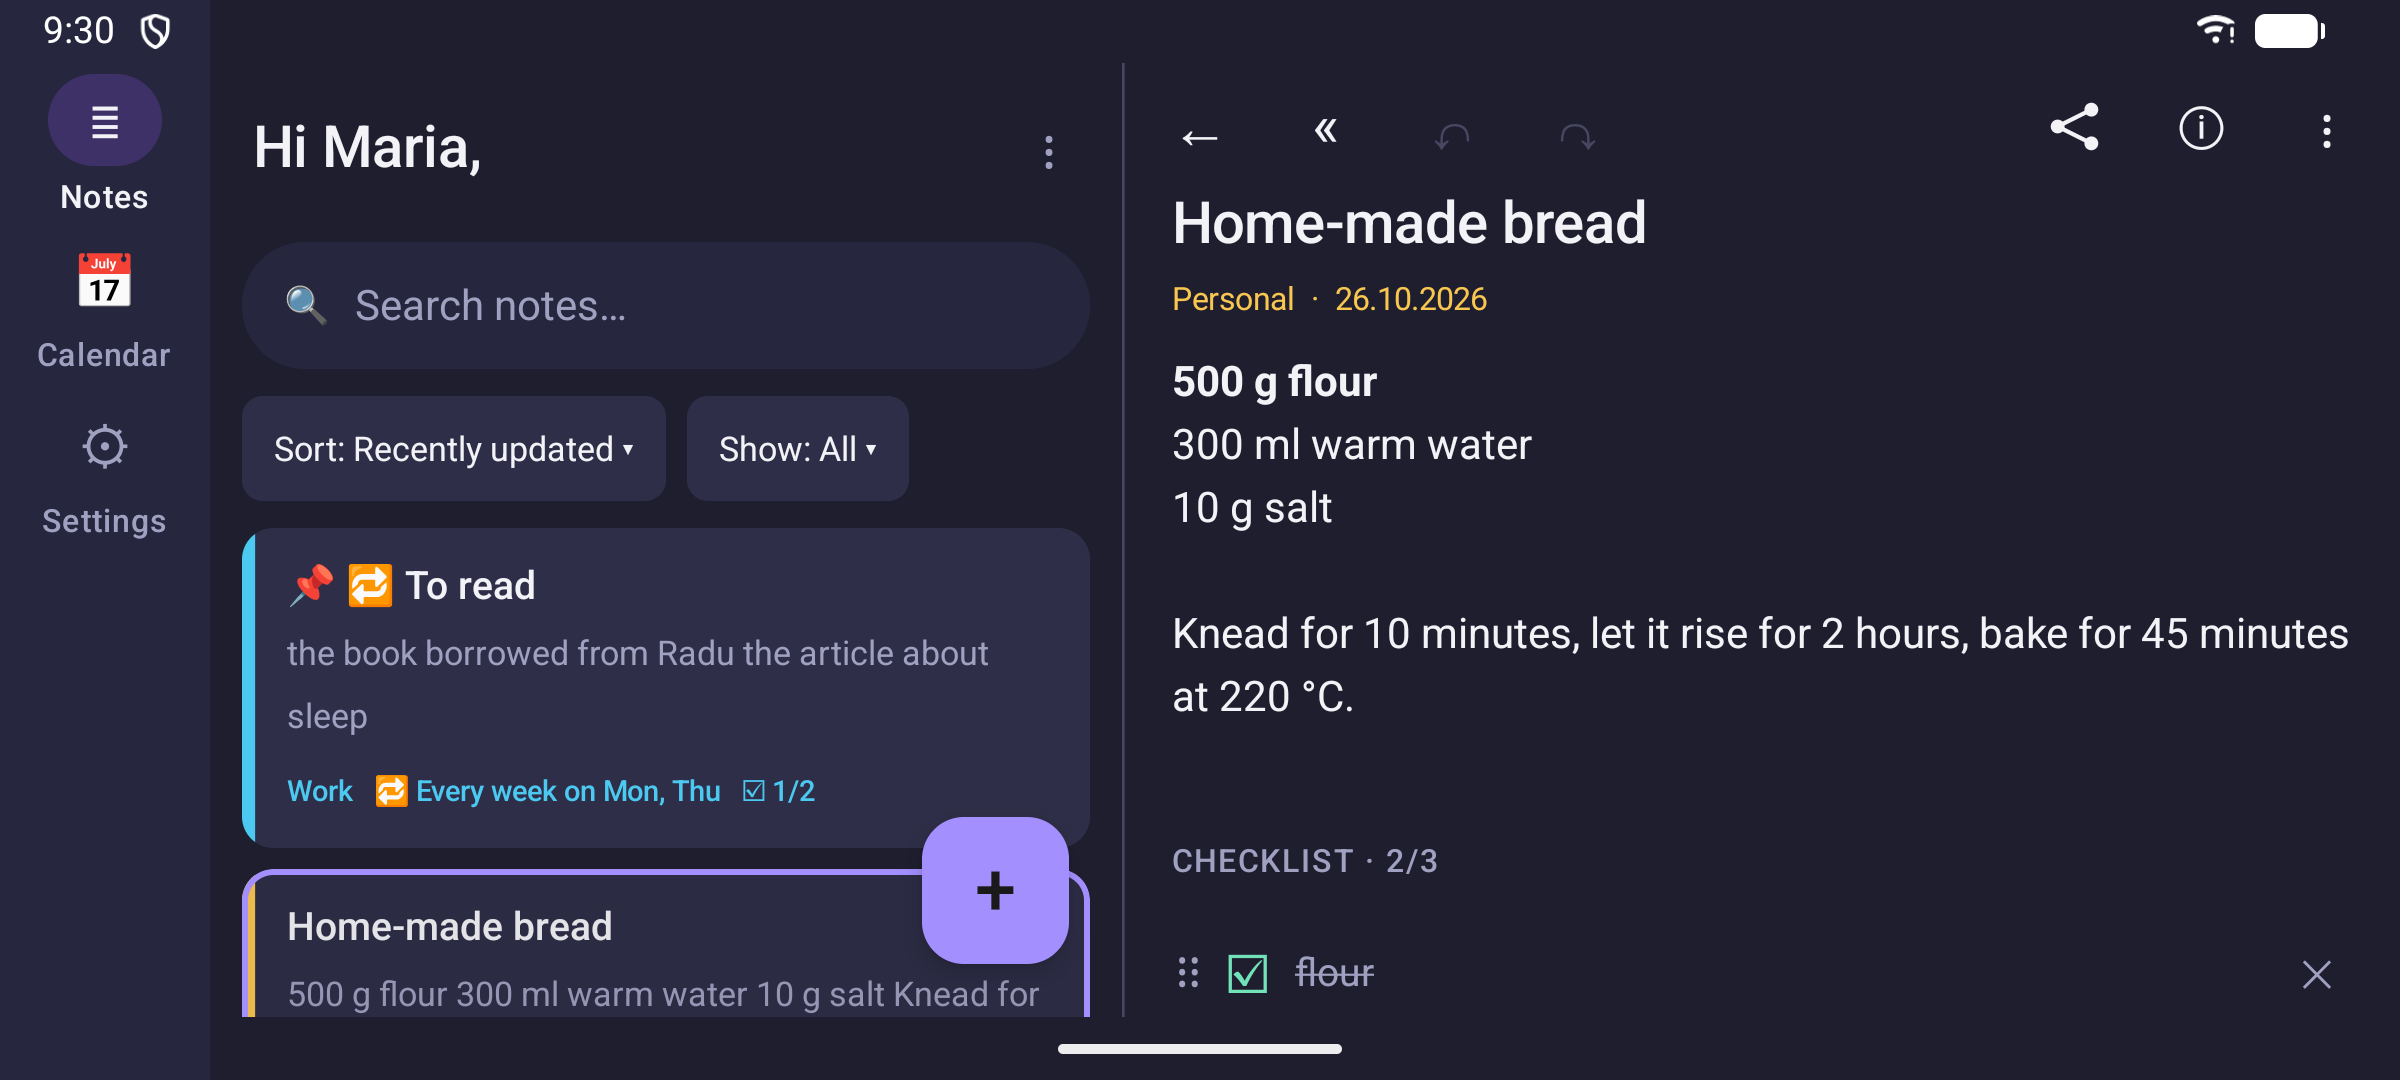 9:30
Notes
July
17
Calendar
Settings
Hi Maria,
Search notes…
Sort: Recently updated ▾
Show: All ▾
📌 🔁 To read
the book borrowed from Radu the article about
sleep
Work 🔁 Every week on Mon, Thu ☑ 1/2
Home-made bread
500 g flour 300 ml warm water 10 g salt Knead for
+
Home-made bread
Personal · 26.10.2026
500 g flour
300 ml warm water
10 g salt
Knead for 10 minutes, let it rise for 2 hours, bake for 45 minutes
at 220 °C.
CHECKLIST · 2/3
flour